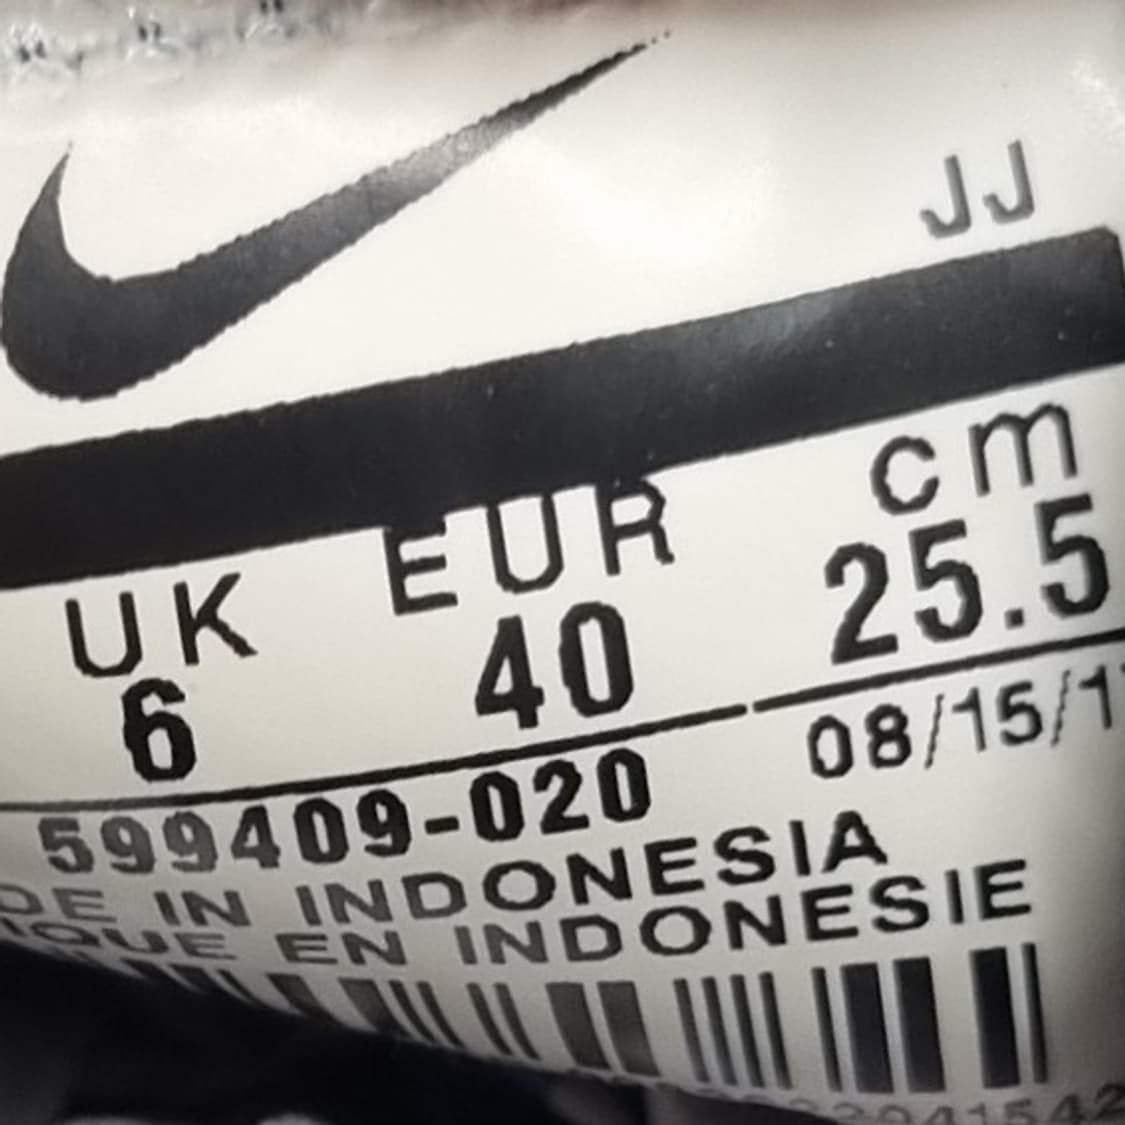 JJ
UK EUR cm
6 40 25.5
599409-020 08/15/1
DE IN INDONESIA
IQUE EN INDONESIE